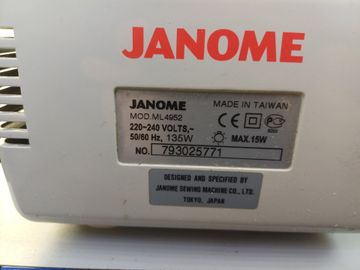 JANOME
JANOME
MADE IN TAIWAN
MOD.ML4952
220~240 VOLTS,~
50/60 Hz, 135W
MAX.15W
NO. 793025771
DESIGNED AND SPECIFIED BY
JANOME SEWING MACHINE CO., LTD.
TOKYO, JAPAN